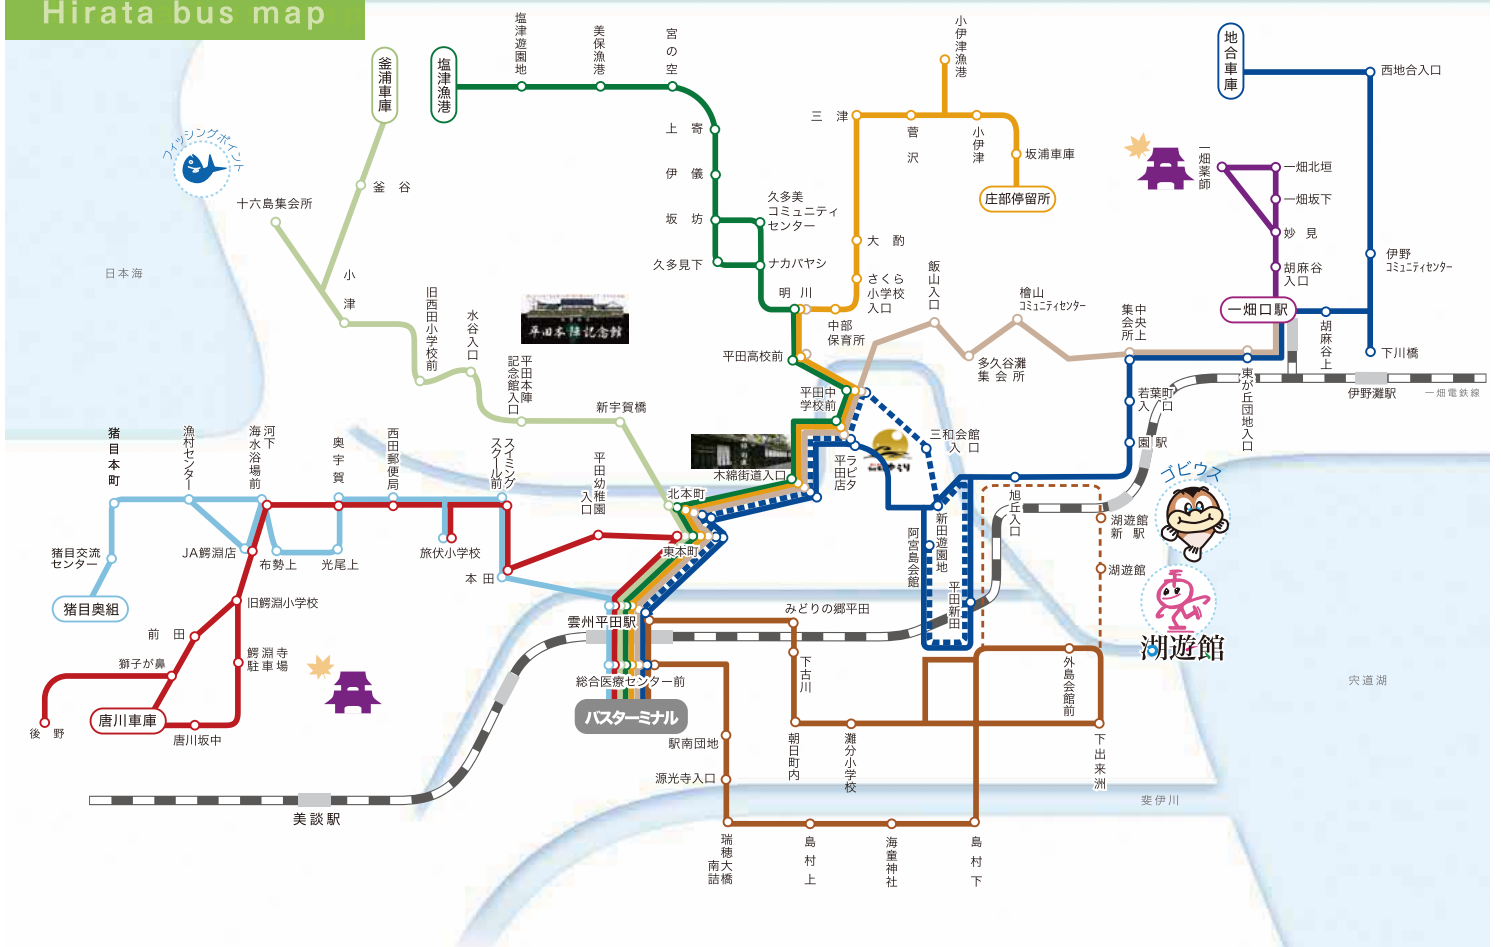 Hirata bus map
釜浦車庫
塩津漁港
塩津遊園地
美保漁港
宮の空
小伊津漁港
地合車庫
西地合入口
フィッシングポイント
上寄
伊儀
坂坊
久多見下
久多美
コミュニティ
センター
ナカバヤシ
明川
三津
菅沢
小伊津
坂浦車庫
庄部停留所
大酌
さくら
小学校
入口
中部
保育所
一畑薬師
一畑北垣
一畑坂下
妙見
胡麻谷
入口
一畑口駅
伊野
コミュニティセンター
胡麻谷上
下川橋
釜谷
十六島集会所
日本海
小津
旧西田小学校前
水谷入口
平田本陣記念館
平田本陣
記念館入口
新宇賀橋
平田高校前
平田中
学校前
飯山入口
檜山
コミュニティセンター
多久谷灘
集会所
集会所
中央上
東が丘団地入口
伊野灘駅
一畑電鉄線
若葉町
入口
園駅
三和会館
入口
木綿街道入口
ラピタ
平田店
旭丘入口
新田遊園地
阿宮島会館
平田新田
湖遊館
新駅
湖遊館
ゴビウス
湖遊館
宍道湖
猪目本町
漁村センター
河下
海水浴場前
奥宇賀
西田郵便局
スイミング
スクール前
平田幼稚園
入口
北本町
東本町
猪目交流
センター
猪目奥組
JA鰐淵店
布勢上
光尾上
旅伏小学校
本田
旧鰐淵小学校
前田
獅子が鼻
鰐淵寺
駐車場
唐川車庫
後野
唐川坂中
雲州平田駅
総合医療センター前
バスターミナル
美談駅
みどりの郷平田
下古川
朝日町内
灘分小学校
外島会館前
下出来洲
駅南団地
源光寺入口
瑞穂大橋
南詰
島村上
海童神社
島村下
斐伊川